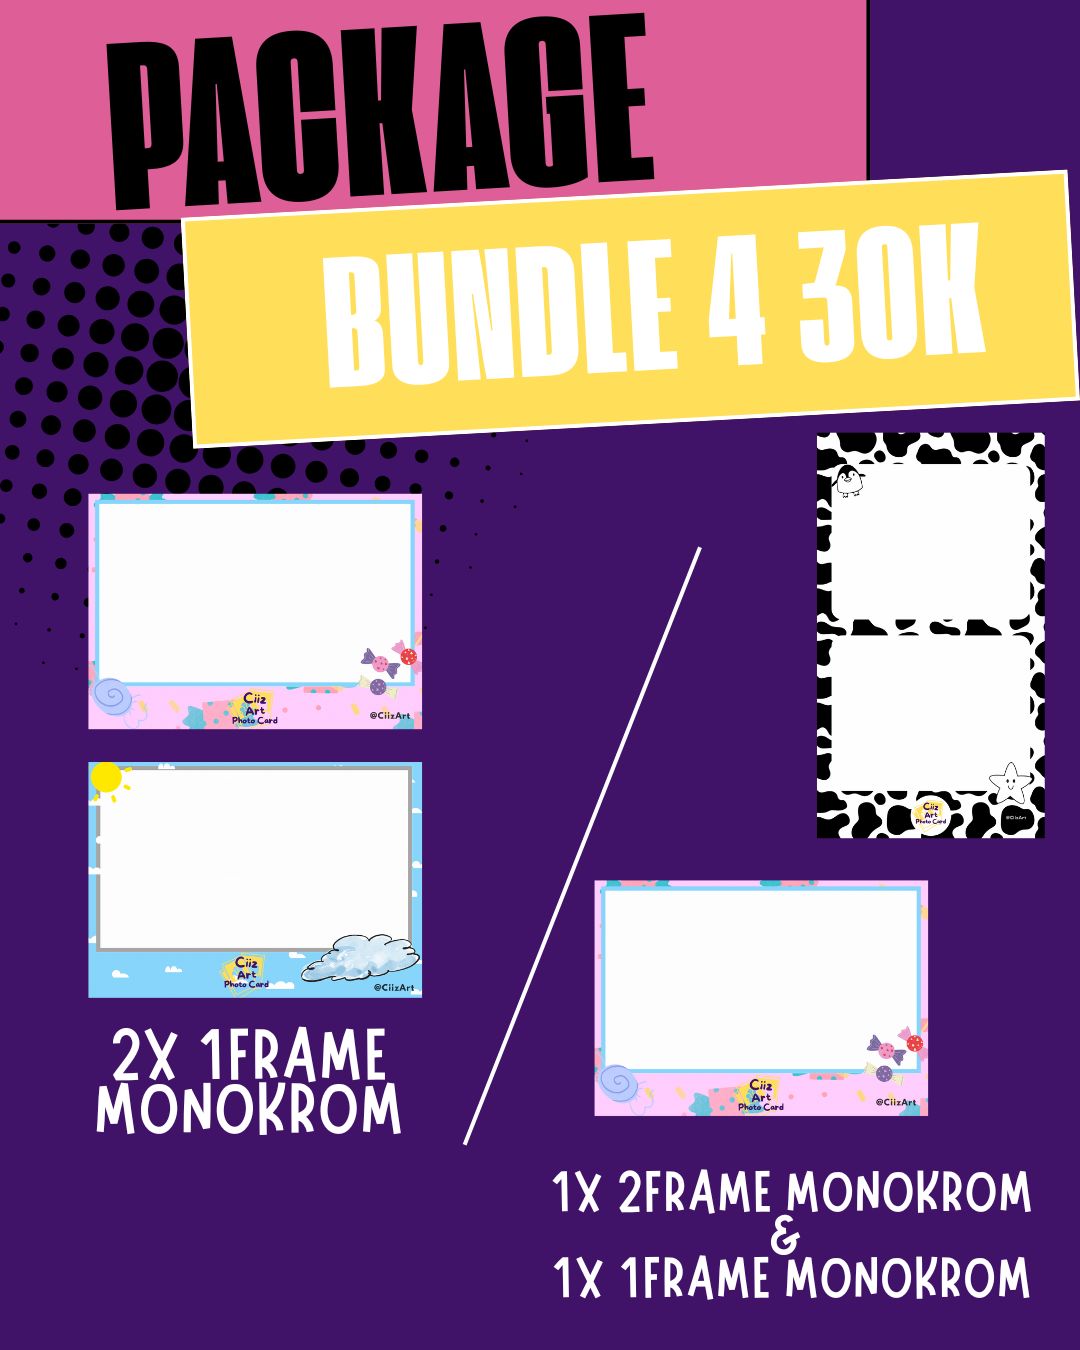 PACKAGE
BUNDLE 4 30K
Ciiz
Art
Photo Card
@CiizArt
Ciiz
Art
Photo Card
@CiizArt
2X 1FRAME
MONOKROM
Ciiz
Art
Photo Card
@CiizArt
Ciiz
Art
Photo Card
@CiizArt
1X 2FRAME MONOKROM
&
1X 1FRAME MONOKROM